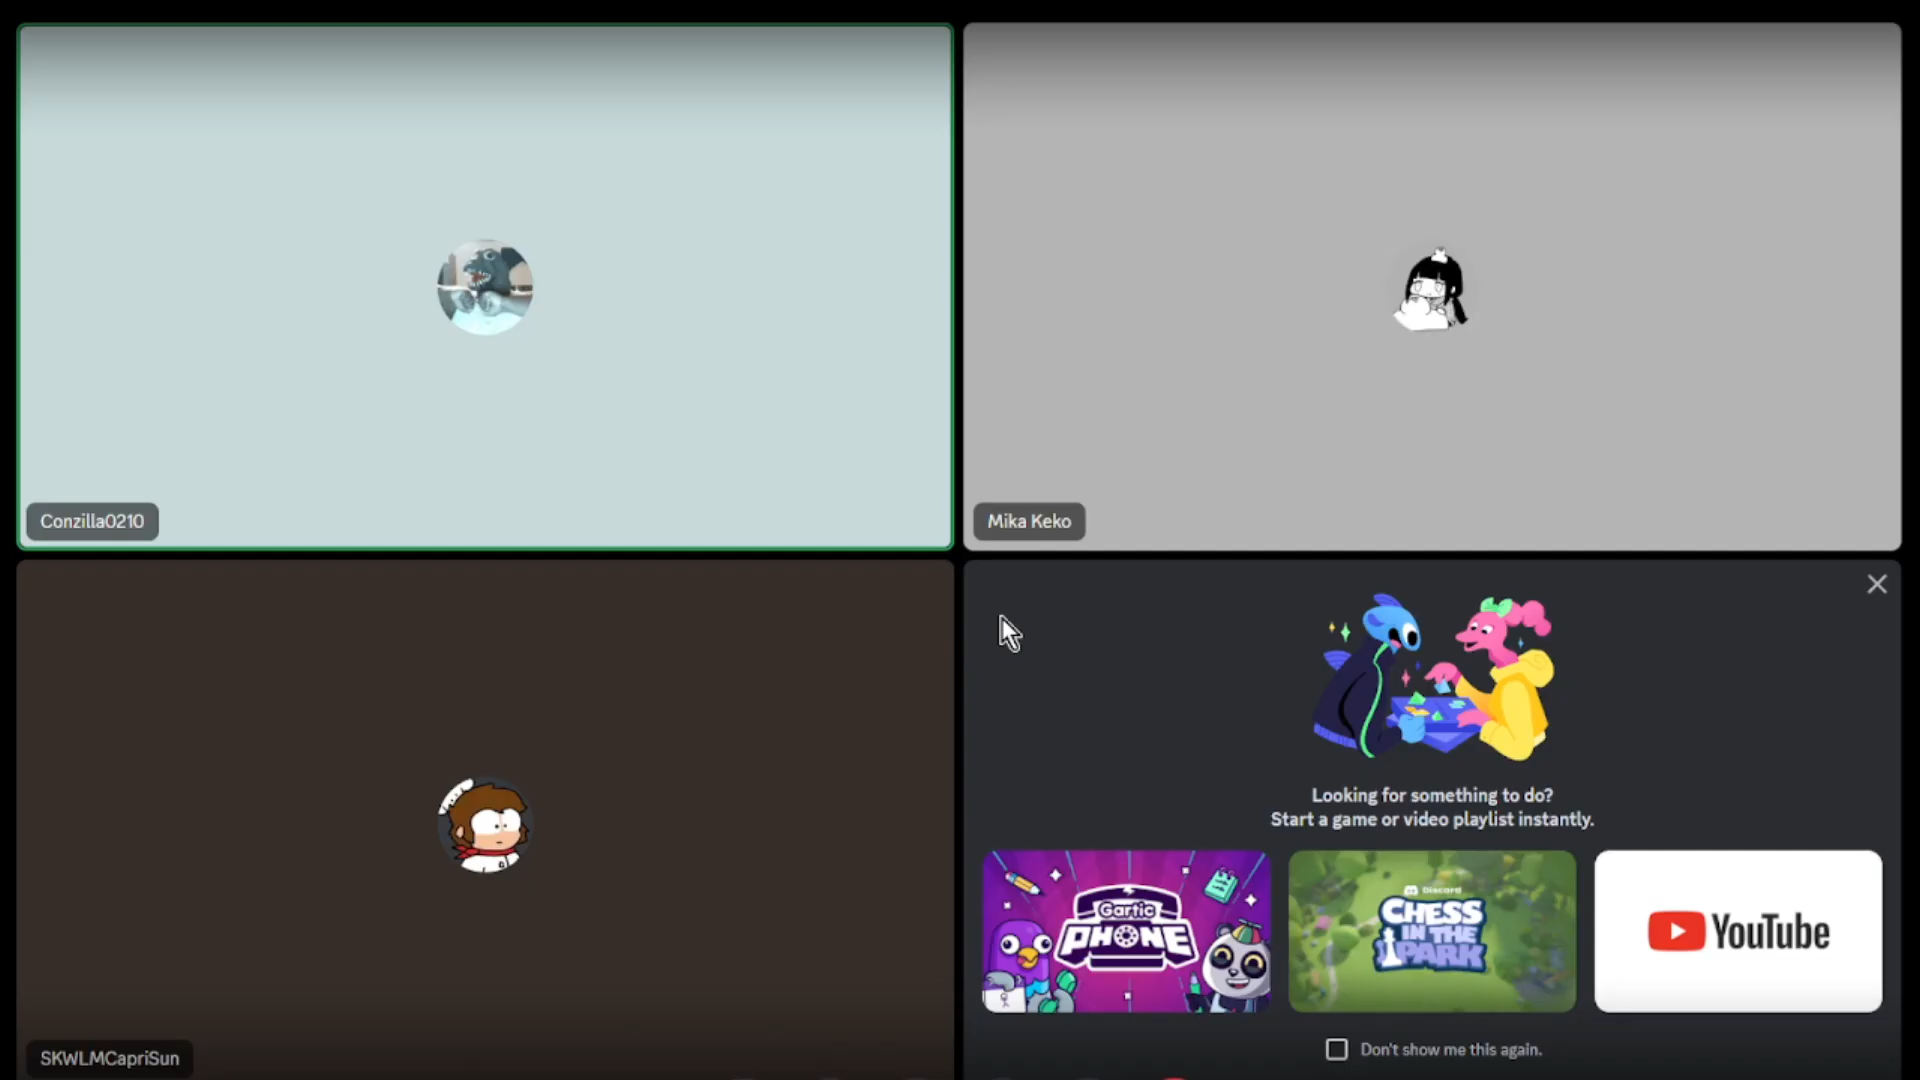 Conzilla0210
Mika Keko
Looking for something to do?
Start a game or video playlist instantly.
Gartic
PHONE
Discord
CHESS
IN THE
PARK
YouTube
Don't show me this again.
SKWLMCapriSun